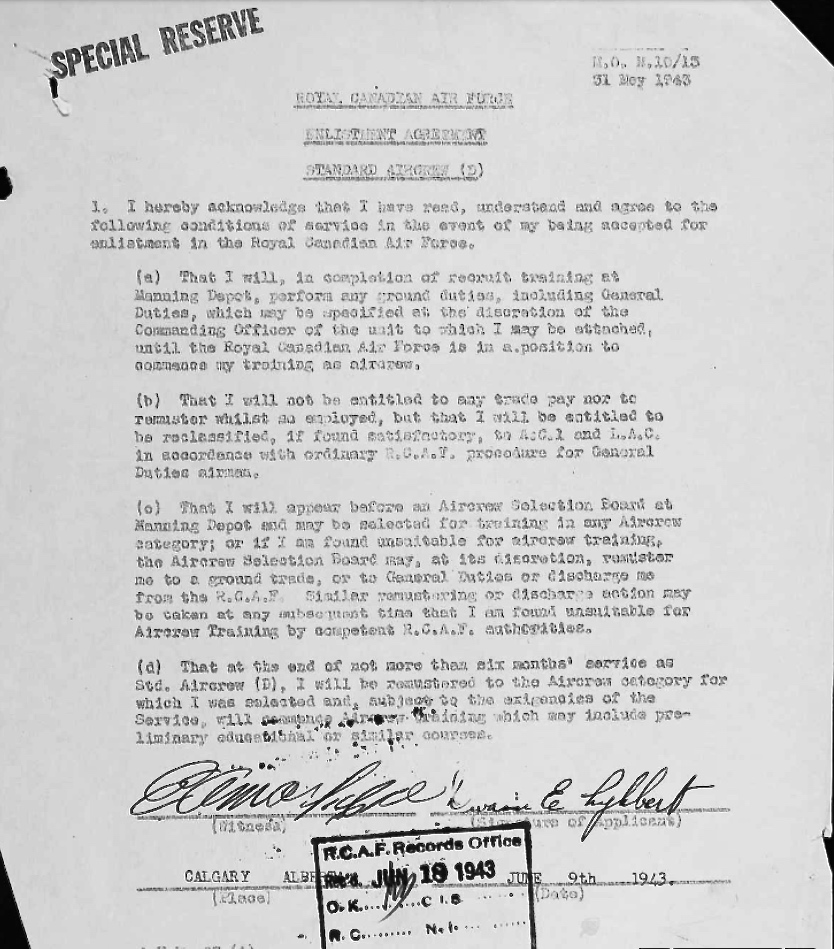 SPECIAL RESERVE
H.O. M.10/13
31 May 1943
ROYAL CANADIAN AIR FORCE
ENLISTMENT AGREEMENT
STANDARD AIRCREW (D)
1. I hereby acknowledge that I have read, understand and agree to the
following conditions of service in the event of my being accepted for
enlistment in the Royal Canadian Air Force.
(a) That I will, in completion of recruit training at
Manning Depot, perform any ground duties, including General
Duties, which may be specified at the discretion of the
Commanding Officer of the unit to which I may be attached,
until the Royal Canadian Air Force is in a position to
commence my training as aircrew.
(b) That I will not be entitled to any trade pay nor to
remuster whilst so employed, but that I will be entitled to
be reclassified, if found satisfactory, to A.C.1 and L.A.C.
in accordance with ordinary R.C.A.F. procedure for General
Duties airmen.
(c) That I will appear before an Aircrew Selection Board at
Manning Depot and may be selected for training in any Aircrew
category; or if I am found unsuitable for aircrew training,
the Aircrew Selection Board may, at its discretion, remuster
me to a ground trade, or to General Duties or discharge me
from the R.C.A.F. Similar remustering or discharge action may
be taken at any subsequent time that I am found unsuitable for
Aircrew Training by competent R.C.A.F. authorities.
(d) That at the end of not more than six months' service as
Std. Aircrew (D), I will be remustered to the Aircrew category for
which I was selected and, subject to the exigencies of the
Service, will commence Aircrew Training which may include pre-
liminary educational or similar courses.
E Lybbert
(Witness) (Signature of Applicant)
R.C.A.F. Records Office
CALGARY ALBERTA JUNE 9th 1943.
Rec'd. JUN 18 1943
(Place) (Date)
O.K. C.I.B
R.C. N.I.